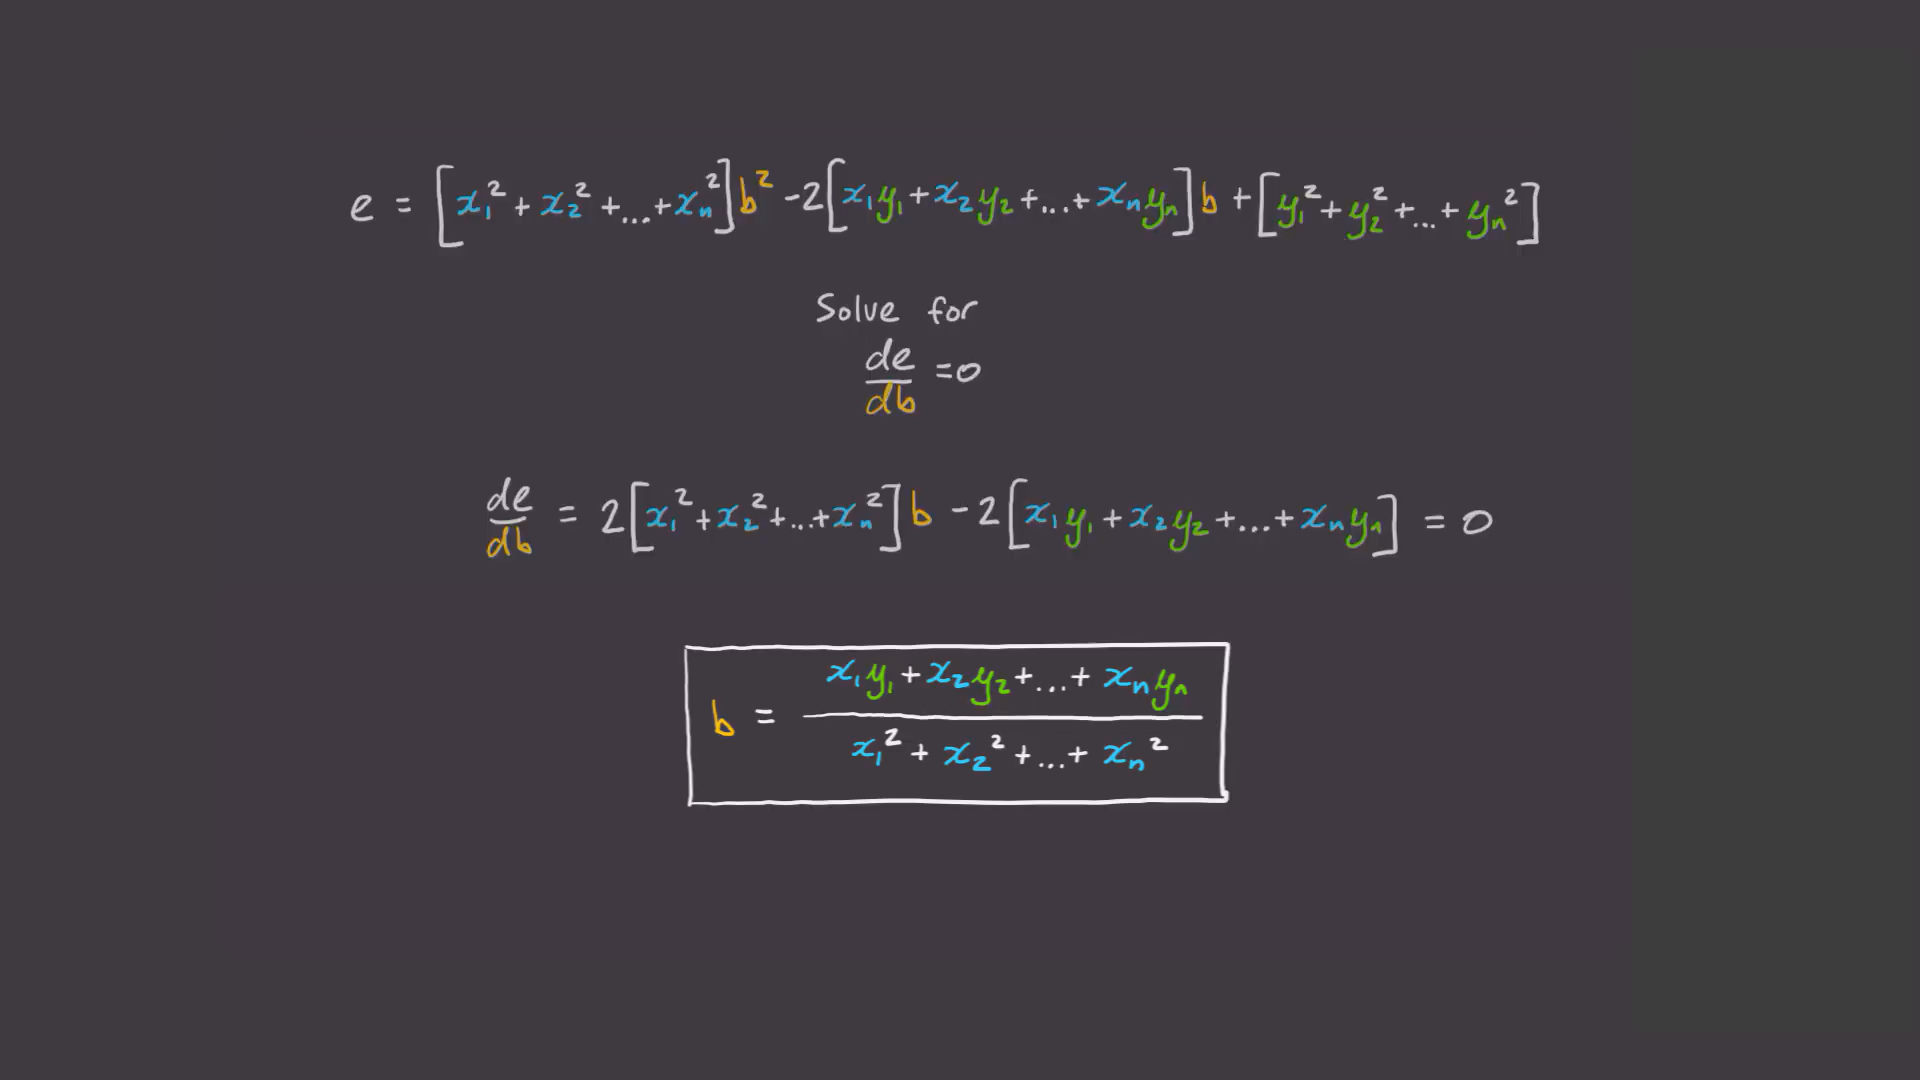 e = [x₁² + x₂² + ... + xₙ²]b² - 2[x₁y₁ + x₂y₂ + ... + xₙyₙ]b + [y₁² + y₂² + ... + yₙ²]
Solve for
de/db = 0
de/db = 2[x₁² + x₂² + ... + xₙ²]b - 2[x₁y₁ + x₂y₂ + ... + xₙyₙ] = 0
b = (x₁y₁ + x₂y₂ + ... + xₙyₙ)/(x₁² + x₂² + ... + xₙ²)